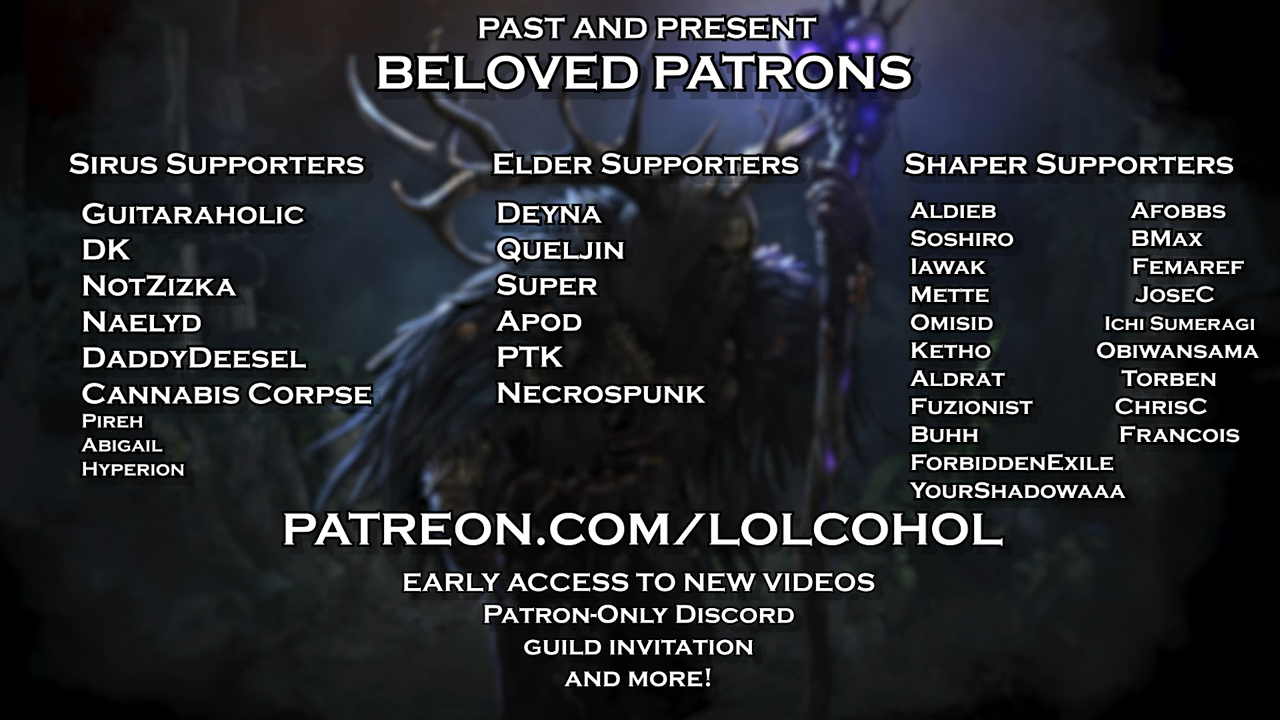 PAST AND PRESENT
BELOVED PATRONS
SIRUS SUPPORTERS
GUITARAHOLIC
DK
NOTZIZKA
NAELYD
DADDYDEESEL
CANNABIS CORPSE
PIREH
ABIGAIL
HYPERION
ELDER SUPPORTERS
DEYNA
QUELJIN
SUPER
APOD
PTK
NECROSPUNK
SHAPER SUPPORTERS
ALDIEB
SOSHIRO
IAWAK
METTE
OMISID
KETHO
ALDRAT
FUZIONIST
BUHH
FORBIDDENEXILE
YOURSHADOWAAA
AFOBBS
BMAX
FEMAREF
JOSEC
ICHI SUMERAGI
OBIWANSAMA
TORBEN
CHRISC
FRANCOIS
PATREON.COM/LOLCOHOL
EARLY ACCESS TO NEW VIDEOS
PATRON-ONLY DISCORD
GUILD INVITATION
AND MORE!